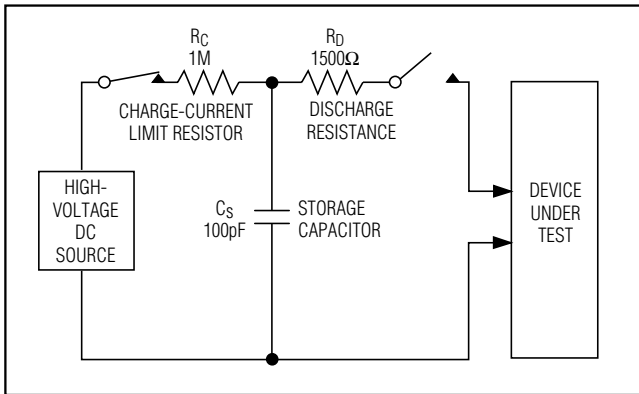 RC
1M
RD
1500Ω
CHARGE-CURRENT
LIMIT RESISTOR
DISCHARGE
RESISTANCE
HIGH-
VOLTAGE
DC
SOURCE
CS
100pF
STORAGE
CAPACITOR
DEVICE
UNDER
TEST